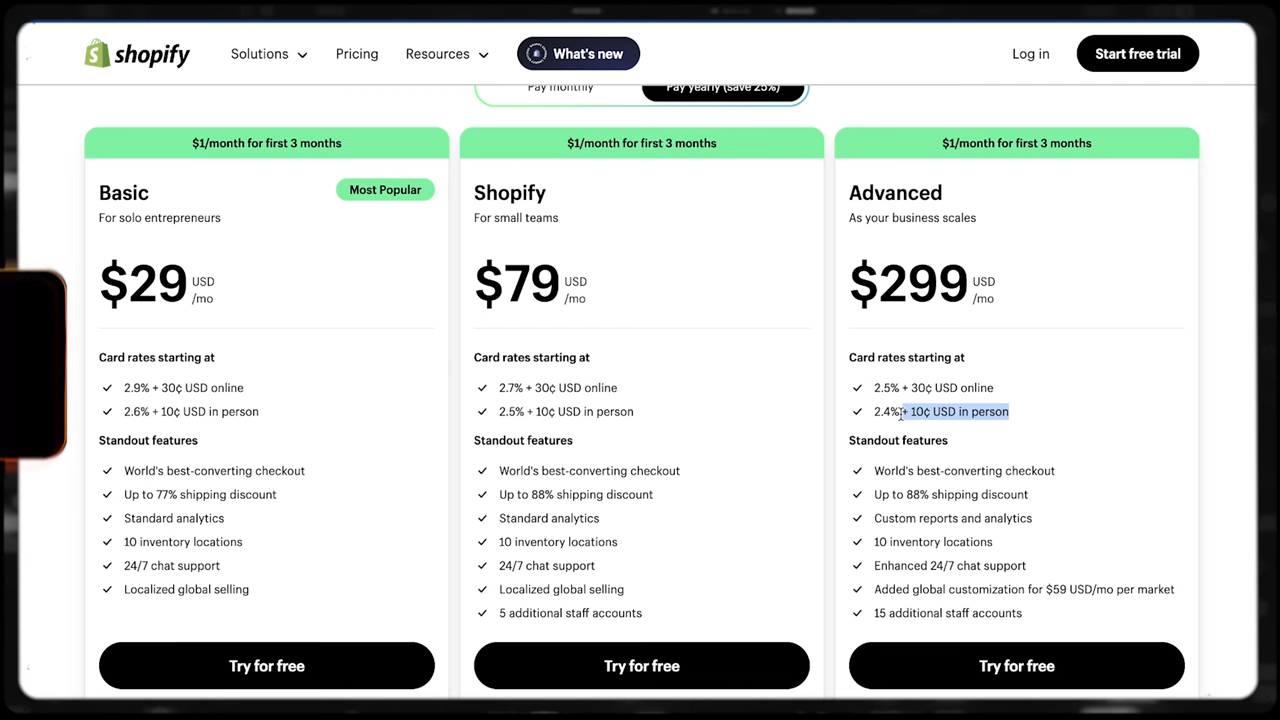 shopify
Solutions
Pricing
Resources
What's new
Log in
Start free trial
Pay monthly
Pay yearly (save 25%)
$1/month for first 3 months
Basic
Most Popular
For solo entrepreneurs
$29 USD /mo
Card rates starting at
2.9% + 30¢ USD online
2.6% + 10¢ USD in person
Standout features
World's best-converting checkout
Up to 77% shipping discount
Standard analytics
10 inventory locations
24/7 chat support
Localized global selling
Try for free
$1/month for first 3 months
Shopify
For small teams
$79 USD /mo
Card rates starting at
2.7% + 30¢ USD online
2.5% + 10¢ USD in person
Standout features
World's best-converting checkout
Up to 88% shipping discount
Standard analytics
10 inventory locations
24/7 chat support
Localized global selling
5 additional staff accounts
Try for free
$1/month for first 3 months
Advanced
As your business scales
$299 USD /mo
Card rates starting at
2.5% + 30¢ USD online
2.4% + 10¢ USD in person
Standout features
World's best-converting checkout
Up to 88% shipping discount
Custom reports and analytics
10 inventory locations
Enhanced 24/7 chat support
Added global customization for $59 USD/mo per market
15 additional staff accounts
Try for free